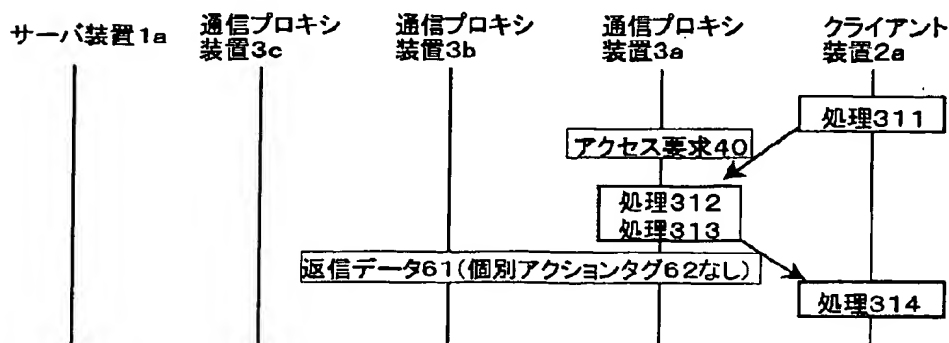 サーバ装置1a
通信プロキシ
装置3c
通信プロキシ
装置3b
通信プロキシ
装置3a
クライアント
装置2a
処理311
アクセス要求40
処理312
処理313
返信データ61(個別アクションタグ62なし)
処理314